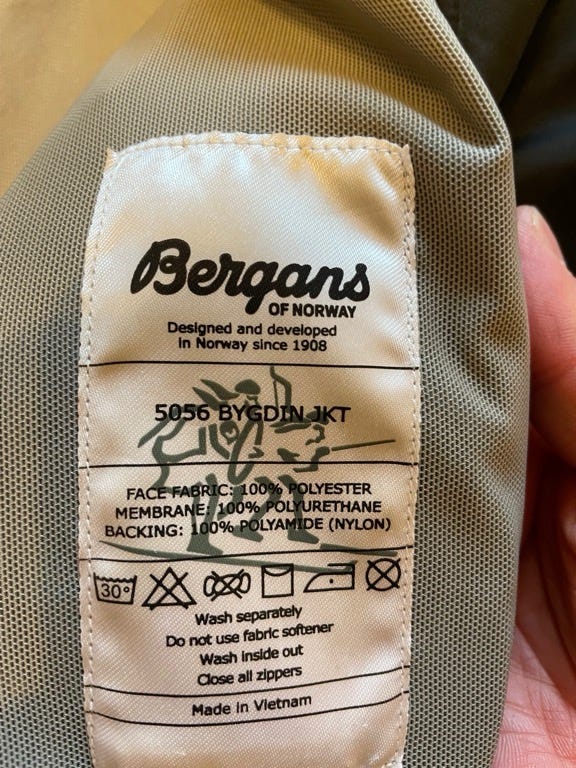 Bergans
OF NORWAY
Designed and developed
in Norway since 1908
5056 BYGDIN JKT
FACE FABRIC: 100% POLYESTER
MEMBRANE: 100% POLYURETHANE
BACKING: 100% POLYAMIDE (NYLON)
30°
Wash separately
Do not use fabric softener
Wash inside out
Close all zippers
Made in Vietnam